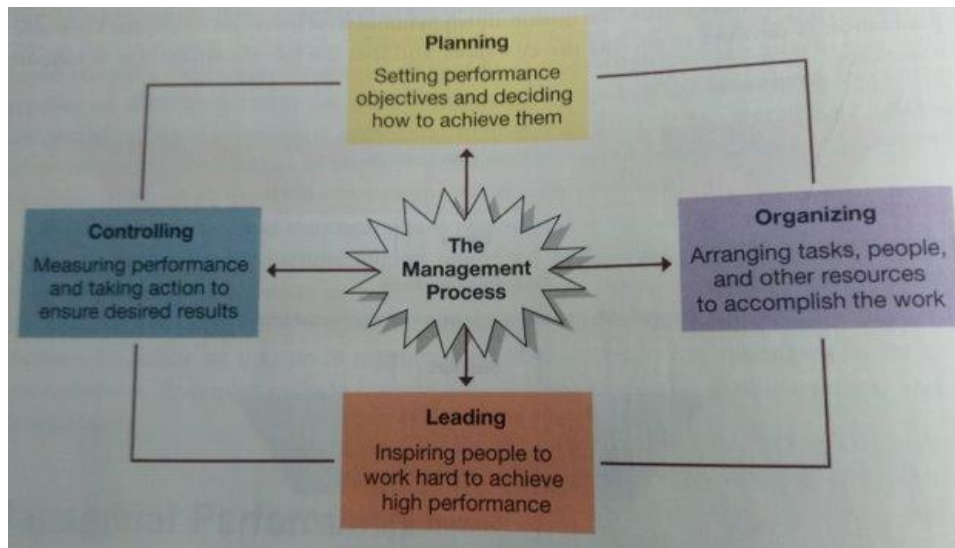 Planning
Setting performance
objectives and deciding
how to achieve them
Controlling
Measuring performance
and taking action to
ensure desired results
The
Management
Process
Organizing
Arranging tasks, people,
and other resources
to accomplish the work
Leading
Inspiring people to
work hard to achieve
high performance